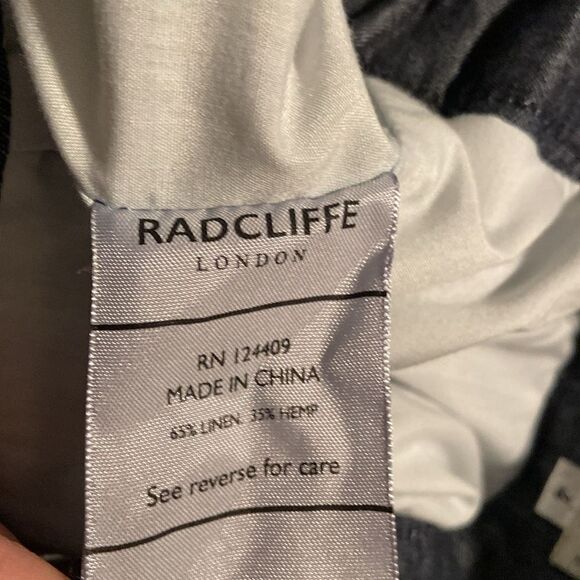 RADCLIFFE
LONDON
RN 124409
MADE IN CHINA
65% LINEN. 35% HEMP
See reverse for care